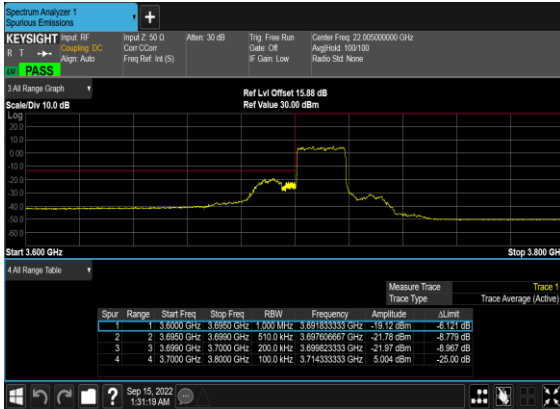 Spectrum Analyzer 1
Spurious Emissions
+
KEYSIGHT Input: RF Input Z: 50 Ω Atten: 30 dB Trig: Free Run Center Freq: 22.005000000 GHz
R T Coupling: DC Corr CCorr Gate: Off Avg|Hold: 100/100
Align: Auto Freq Ref: Int (S) IF Gain: Low Radio Std: None
PASS
3 All Range Graph
Ref Lvl Offset 15.88 dB
Scale/Div 10.0 dB Ref Value 30.00 dBm
Log
20.0
10.0
0.00
-10.0
-20.0
-30.0
-40.0
-50.0
-60.0
Start 3.600 GHz Stop 3.800 GH
4 All Range Table
Measure Trace Trace 1
Trace Type Trace Average (Active)
Spur Range Start Freq Stop Freq RBW Frequency Amplitude ΔLimit
1 1 3.6000 GHz 3.6950 GHz 1.000 MHz 3.691833333 GHz -19.12 dBm -6.121 dB
2 2 3.6950 GHz 3.6990 GHz 510.0 kHz 3.697606667 GHz -21.78 dBm -8.779 dB
3 3 3.6990 GHz 3.7000 GHz 200.0 kHz 3.699823333 GHz -21.97 dBm -8.967 dB
4 4 3.7000 GHz 3.8000 GHz 100.0 kHz 3.714333333 GHz 5.004 dBm -25.00 dB
? Sep 15, 2022
1:31:19 AM